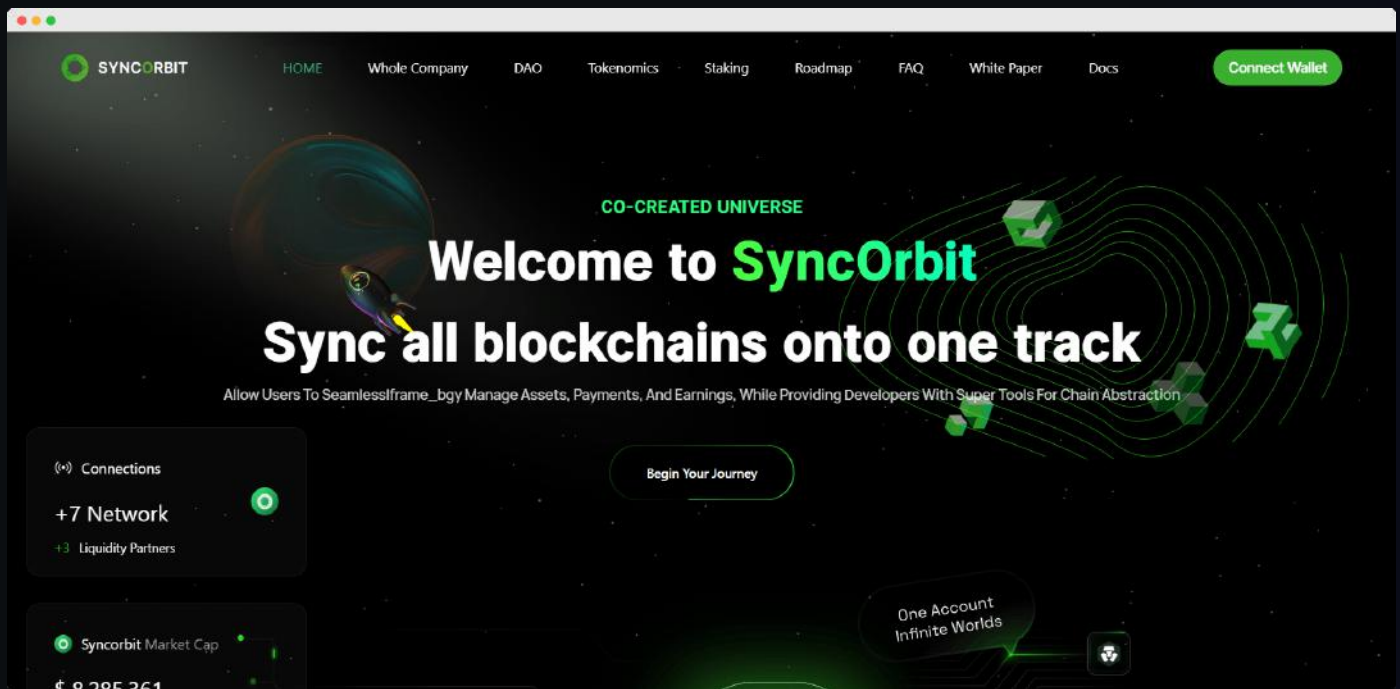 SYNCORBIT
HOME Whole Company DAO Tokenomics Staking Roadmap FAQ White Paper Docs Connect Wallet
CO-CREATED UNIVERSE
Welcome to SyncOrbit
Sync all blockchains onto one track
Allow Users To SeamlessIframe_bgy Manage Assets, Payments, And Earnings, While Providing Developers With Super Tools For Chain Abstraction
Begin Your Journey
Connections
+7 Network
+3 Liquidity Partners
One Account
Infinite Worlds
Syncorbit Market Cap
$ 8,285,361